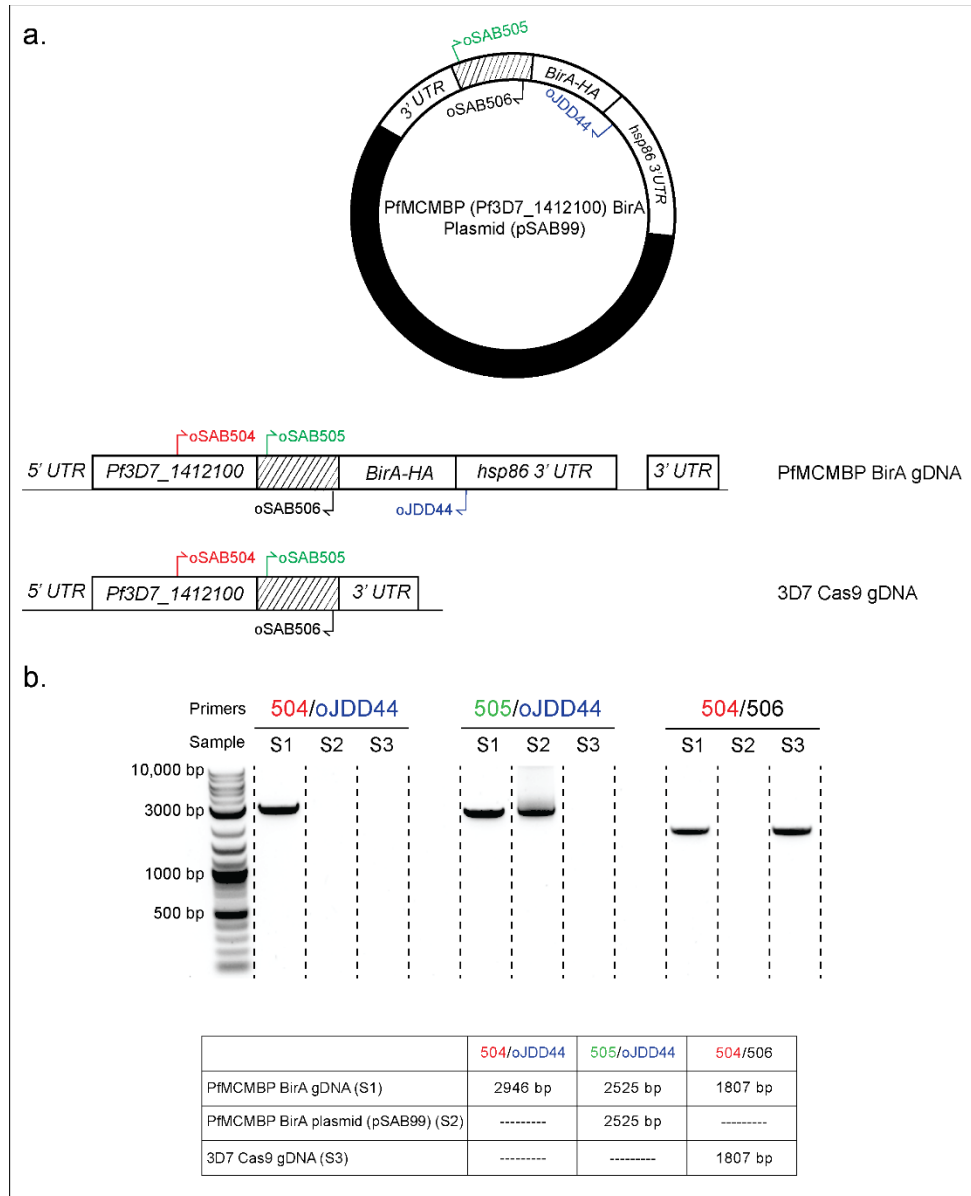 a.
oSAB505
3' UTR
BirA-HA
oSAB506
oJDD44
hsp86 3'UTR
PfMCMBP (Pf3D7_1412100) BirA
Plasmid (pSAB99)
oSAB504 oSAB505
5' UTR Pf3D7_1412100 BirA-HA hsp86 3' UTR 3' UTR PfMCMBP BirA gDNA
oSAB506 oJDD44
oSAB504 oSAB505
5' UTR Pf3D7_1412100 3' UTR 3D7 Cas9 gDNA
oSAB506
b.
Primers 504/oJDD44 505/oJDD44 504/506
Sample S1 S2 S3 S1 S2 S3 S1 S2 S3
10,000 bp
3000 bp
1000 bp
500 bp
504/oJDD44 505/oJDD44 504/506
PfMCMBP BirA gDNA (S1) 2946 bp 2525 bp 1807 bp
PfMCMBP BirA plasmid (pSAB99) (S2) --------- 2525 bp ---------
3D7 Cas9 gDNA (S3) --------- --------- 1807 bp